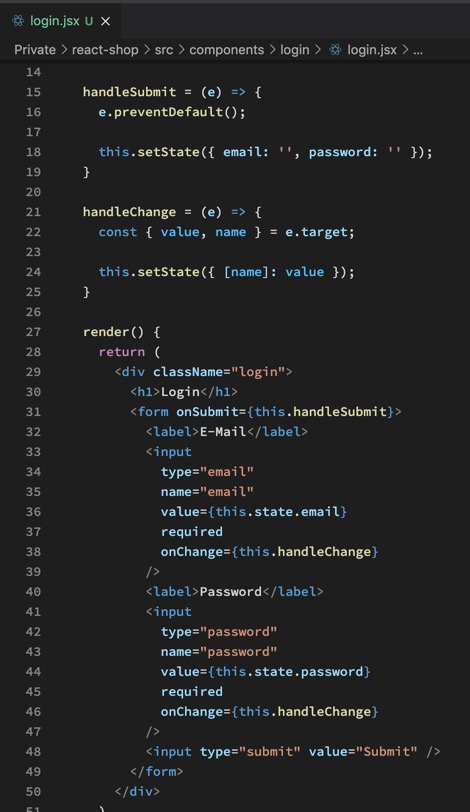 login.jsx U ×
Private > react-shop > src > components > login > login.jsx > ...
14
15 handleSubmit = (e) => {
16 e.preventDefault();
17
18 this.setState({ email: '', password: '' });
19 }
20
21 handleChange = (e) => {
22 const { value, name } = e.target;
23
24 this.setState({ [name]: value });
25 }
26
27 render() {
28 return (
29 <div className="login">
30 <h1>Login</h1>
31 <form onSubmit={this.handleSubmit}>
32 <label>E-Mail</label>
33 <input
34 type="email"
35 name="email"
36 value={this.state.email}
37 required
38 onChange={this.handleChange}
39 />
40 <label>Password</label>
41 <input
42 type="password"
43 name="password"
44 value={this.state.password}
45 required
46 onChange={this.handleChange}
47 />
48 <input type="submit" value="Submit" />
49 </form>
50 </div>
51 )